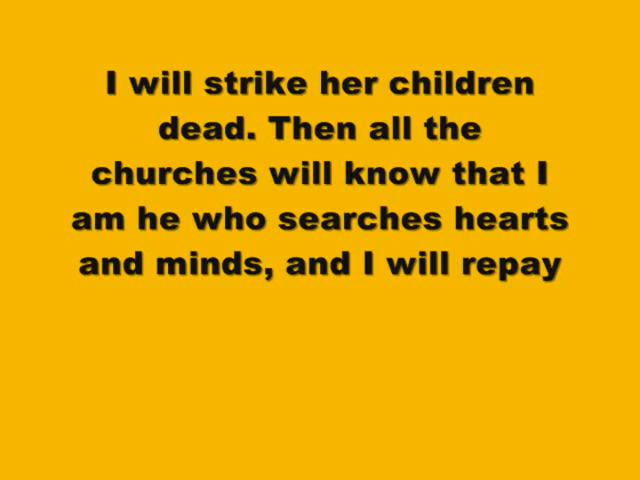 I will strike her children
dead. Then all the
churches will know that I
am he who searches hearts
and minds, and I will repay